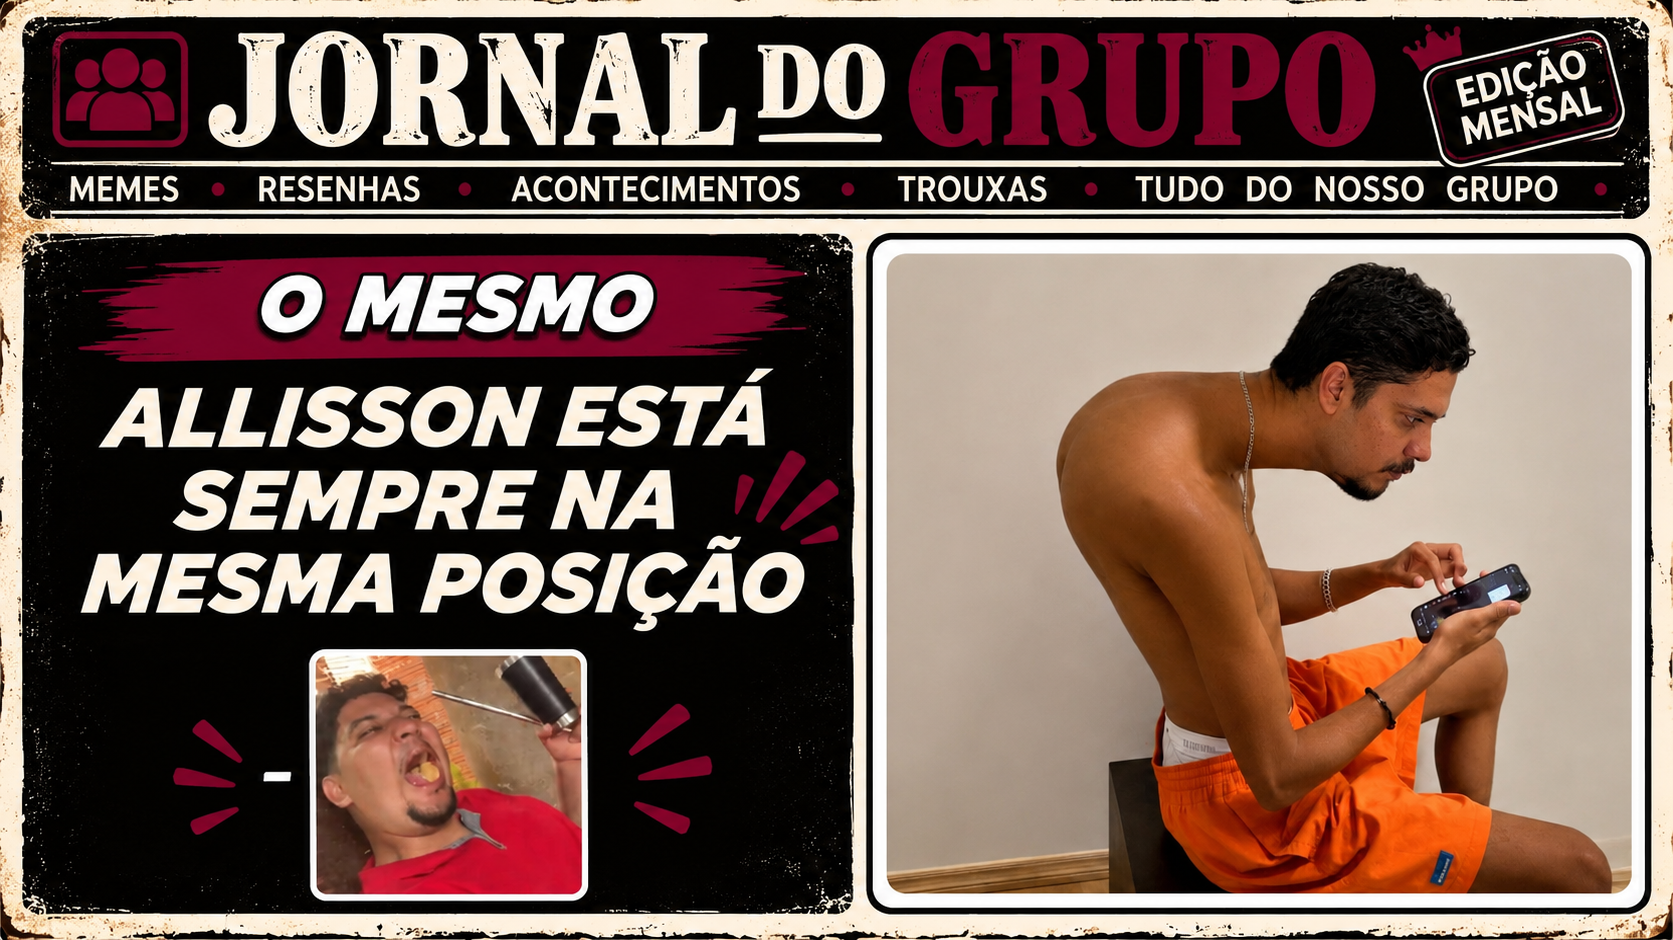 JORNAL DO GRUPO
EDIÇÃO
MENSAL
MEMES • RESENHAS • ACONTECIMENTOS • TROUXAS • TUDO DO NOSSO GRUPO •
O MESMO
ALLISSON ESTÁ
SEMPRE NA
MESMA POSIÇÃO
-